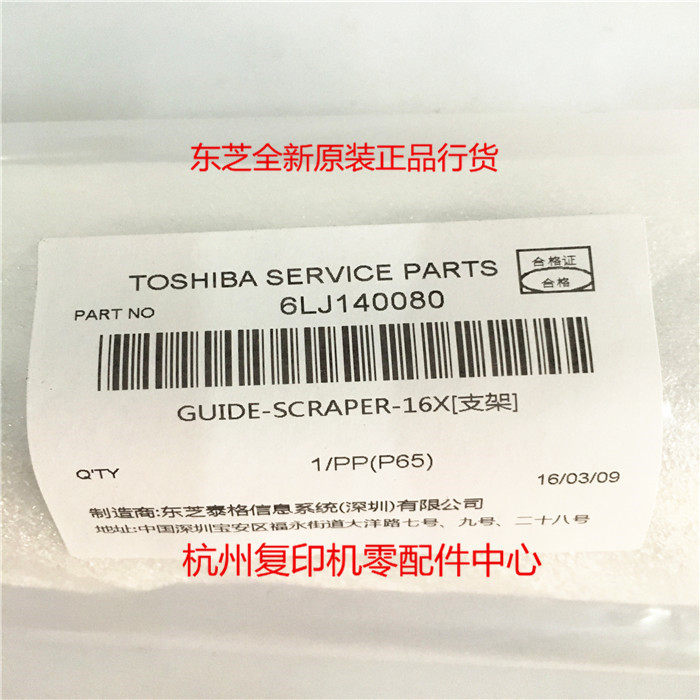 东芝全新原装正品行货
TOSHIBA SERVICE PARTS
合格证
合格
PART NO 6LJ140080
GUIDE-SCRAPER-16X[支架]
Q'TY 1/PP(P65) 16/03/09
制造商:东芝泰格信息系统(深圳)有限公司
地址:中国深圳宝安区福永街道大洋路七号、九号、二十八号
杭州复印机零配件中心